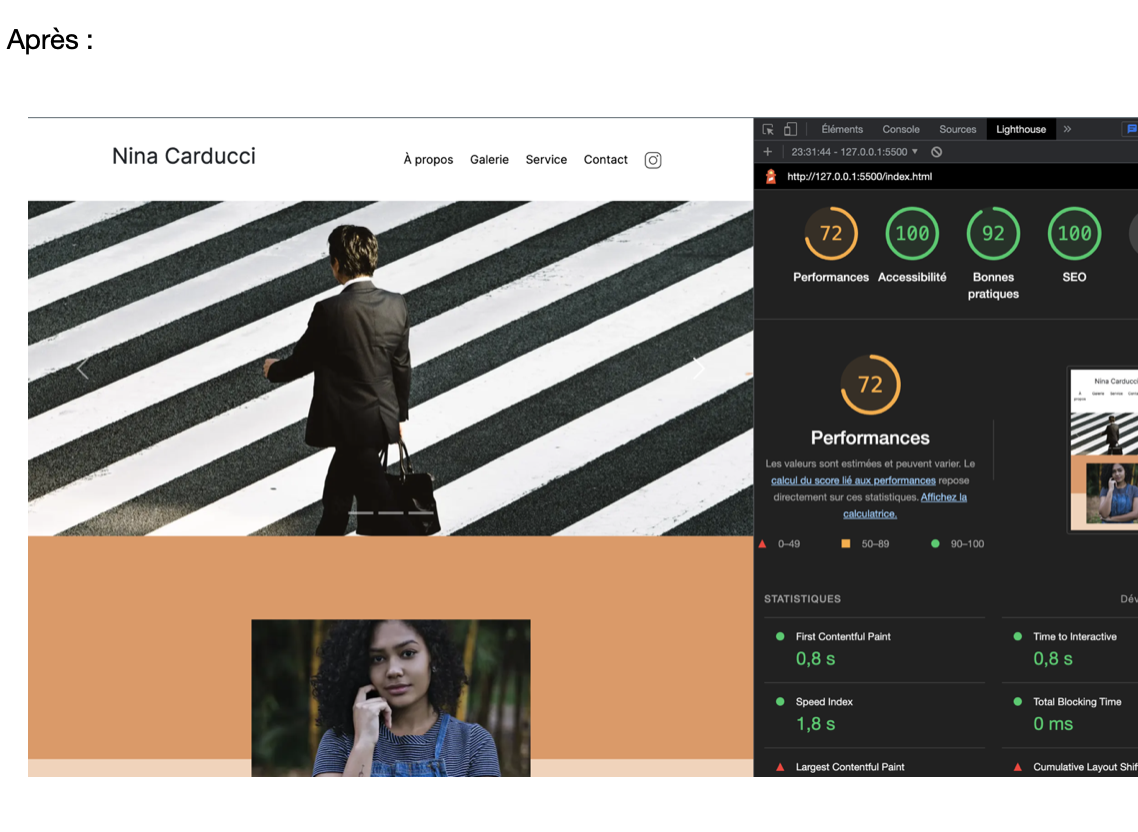 Après :
Nina Carducci
À propos Galerie Service Contact
Éléments Console Sources Lighthouse
23:31:44 - 127.0.0.1:5500
http://127.0.0.1:5500/index.html
72 100 92 100
Performances Accessibilité Bonnes pratiques SEO
72
Performances
Les valeurs sont estimées et peuvent varier. Le
calcul du score lié aux performances repose
directement sur ces statistiques. Affichez la
calculatrice.
0–49 50–89 90–100
Nina Carducci
STATISTIQUES Dév
First Contentful Paint Time to Interactive
0,8 s 0,8 s
Speed Index Total Blocking Time
1,8 s 0 ms
Largest Contentful Paint Cumulative Layout Shif